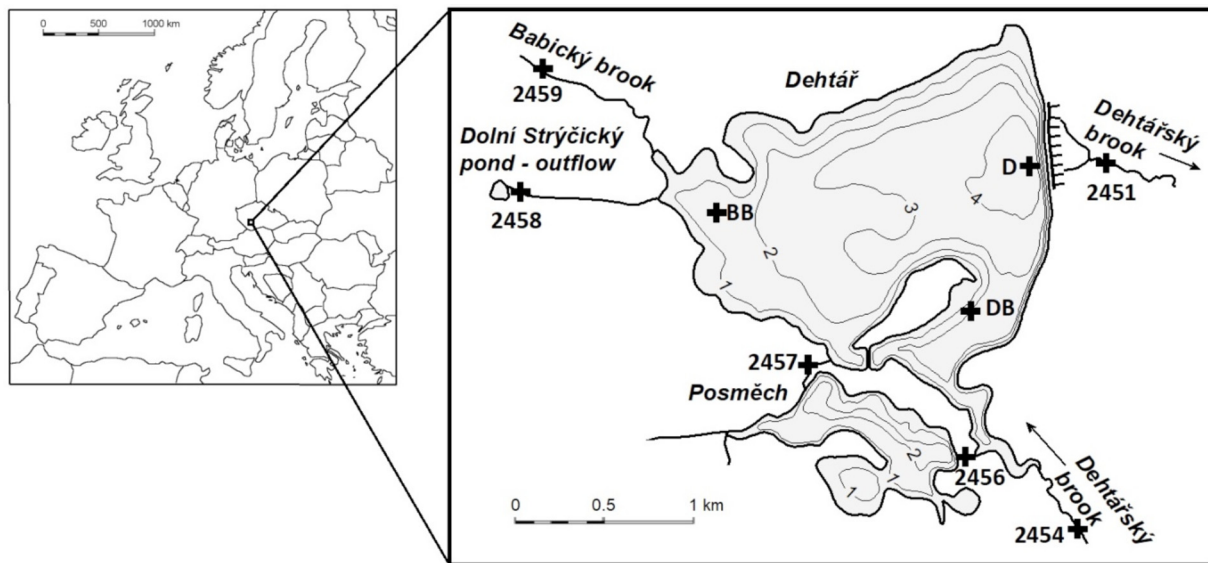 0 500 1000 km
Babický brook
2459
Dehtář
Dolní Strýčický
pond - outflow
2458
BB
Dehtářský
brook
D
2451
3
4
2
1
DB
2457
Posměch
2
1
1
2456
Dehtářský
brook
2454
0 0.5 1 km